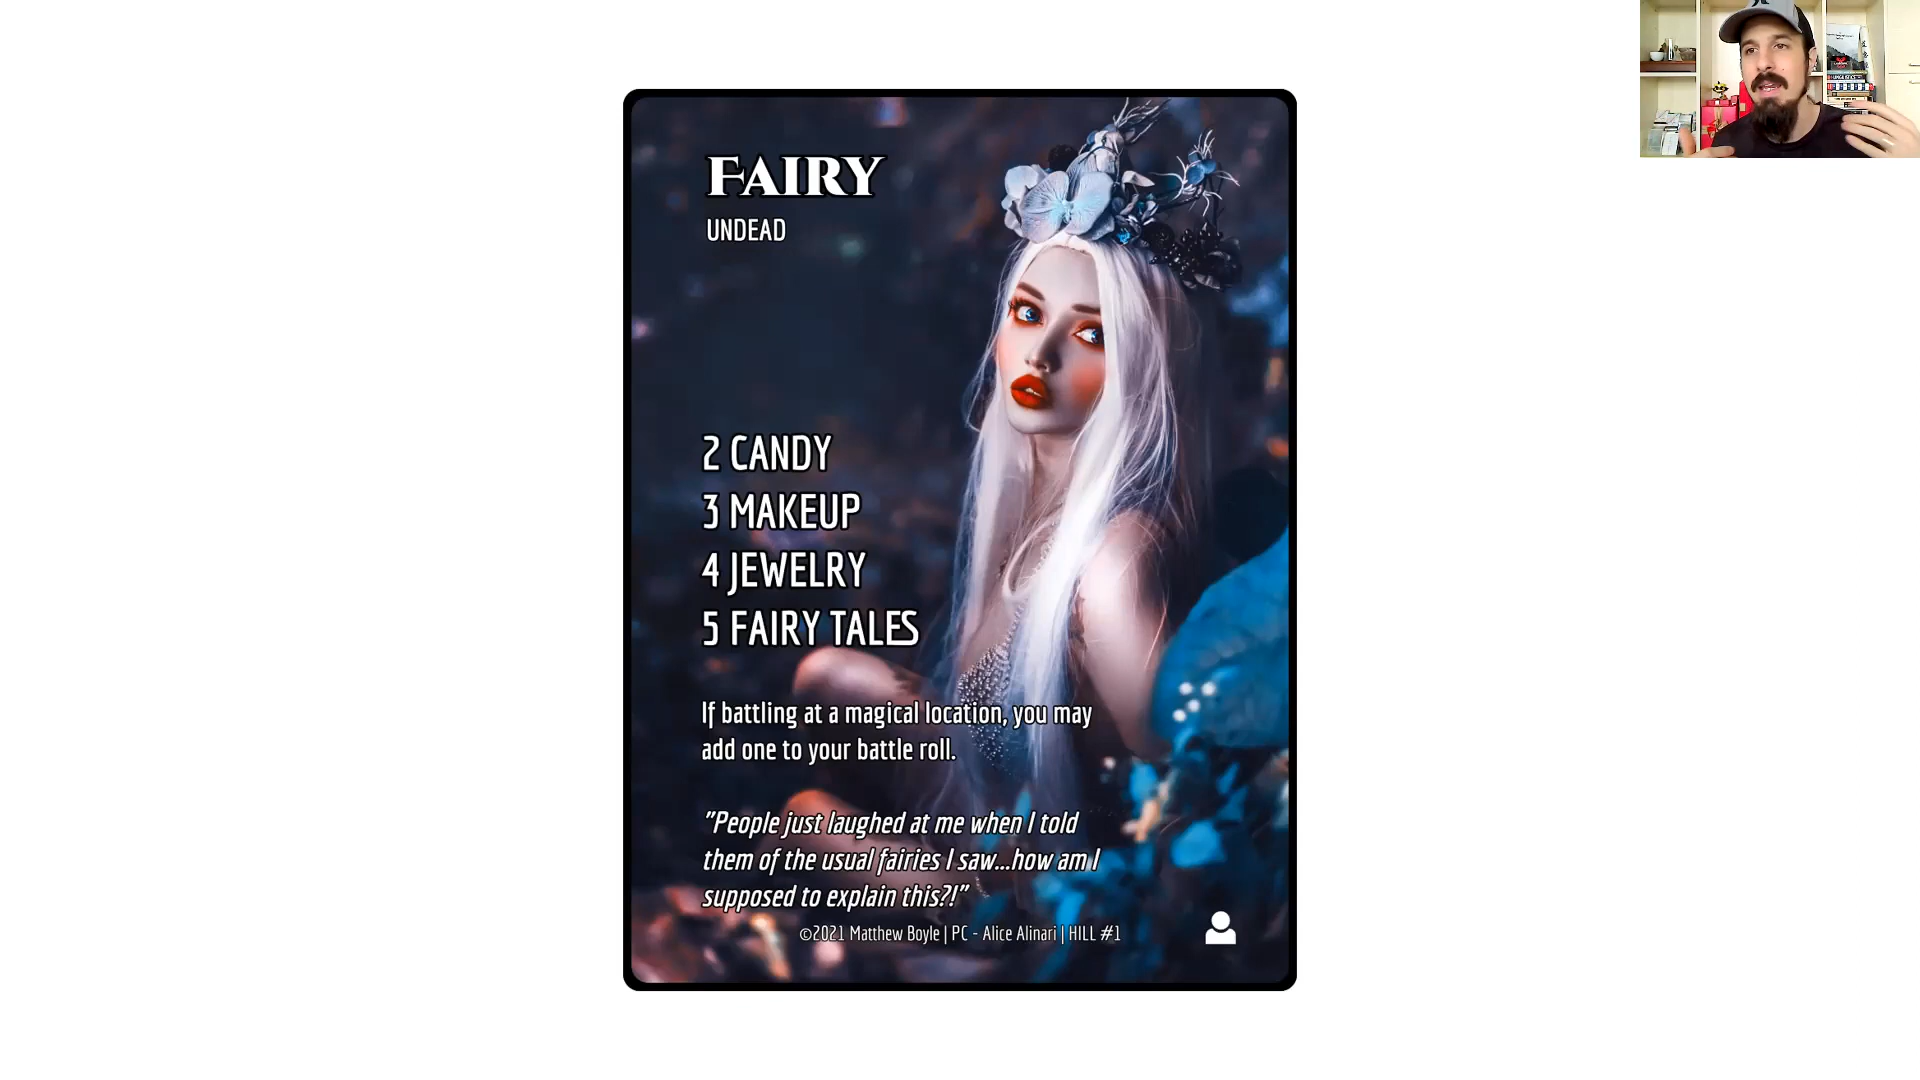 FAIRY
UNDEAD
2 CANDY
3 MAKEUP
4 JEWELRY
5 FAIRY TALES
If battling at a magical location, you may
add one to your battle roll.
"People just laughed at me when I told
them of the usual fairies I saw...how am I
supposed to explain this?!"
©2021 Matthew Boyle | PC - Alice Alinari | HILL #1